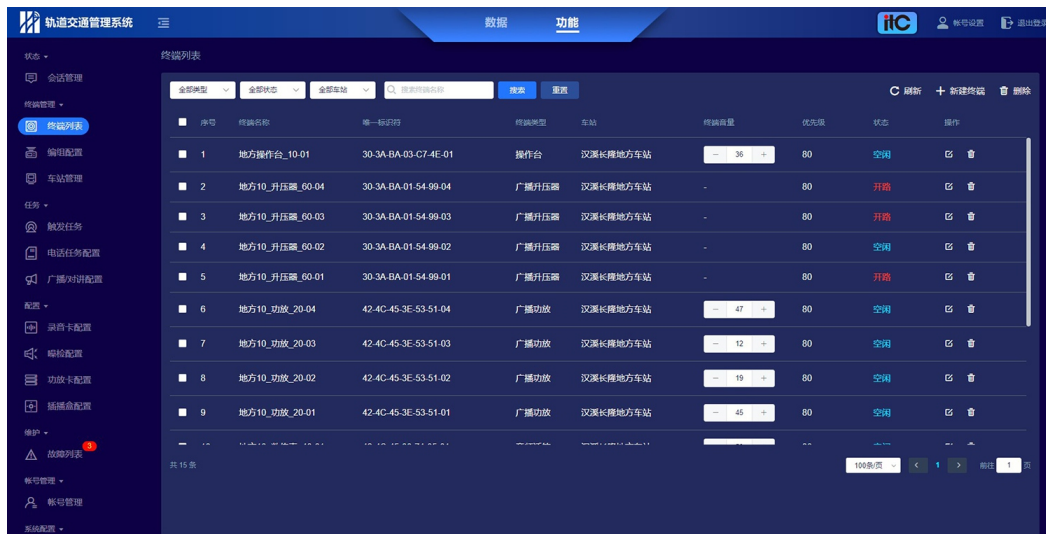 轨道交通管理系统
数据
功能
itc
帐号设置
退出登录
状态
会话管理
终端管理
终端列表
编组配置
车站管理
任务
触发任务
电话任务配置
广播/对讲配置
配置
录音卡配置
噪检配置
功放卡配置
插播盒配置
维护
故障列表
3
帐号管理
帐号管理
系统配置
终端列表
全部类型 全部状态 全部车站 搜索终端名称 搜索 重置
刷新 新建终端 删除
序号 终端名称 唯一标识符 终端类型 车站 终端音量 优先级 状态 操作
1 地方操作台_10-01 30-3A-BA-03-C7-4E-01 操作台 汉溪长隆地方车站 − 36 + 80 空闲
2 地方10_升压器_60-04 30-3A-BA-01-54-99-04 广播升压器 汉溪长隆地方车站 - 80 开路
3 地方10_升压器_60-03 30-3A-BA-01-54-99-03 广播升压器 汉溪长隆地方车站 - 80 开路
4 地方10_升压器_60-02 30-3A-BA-01-54-99-02 广播升压器 汉溪长隆地方车站 - 80 空闲
5 地方10_升压器_60-01 30-3A-BA-01-54-99-01 广播升压器 汉溪长隆地方车站 - 80 开路
6 地方10_功放_20-04 42-4C-45-3E-53-51-04 广播功放 汉溪长隆地方车站 − 47 + 80 空闲
7 地方10_功放_20-03 42-4C-45-3E-53-51-03 广播功放 汉溪长隆地方车站 − 12 + 80 空闲
8 地方10_功放_20-02 42-4C-45-3E-53-51-02 广播功放 汉溪长隆地方车站 − 19 + 80 空闲
9 地方10_功放_20-01 42-4C-45-3E-53-51-01 广播功放 汉溪长隆地方车站 − 45 + 80 空闲
共 15 条
100条/页 < 1 > 前往 1 页